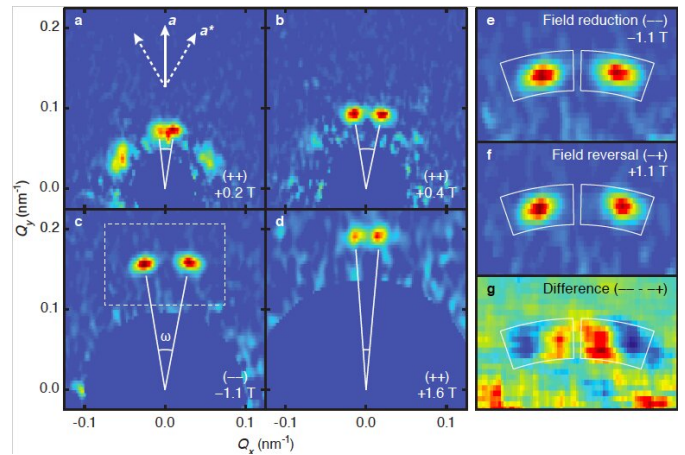 a
a
a*
(++)
+0.2 T
b
(++)
+0.4 T
c
ω
(−−)
−1.1 T
d
(++)
+1.6 T
e
Field reduction (−−)
−1.1 T
f
Field reversal (−+)
+1.1 T
g
Difference (−− - −+)
0.2
0.1
0.0
0.2
0.1
0.0
Qy (nm-1)
-0.1
0.0
0.1
-0.1
0.0
0.1
Qx (nm-1)